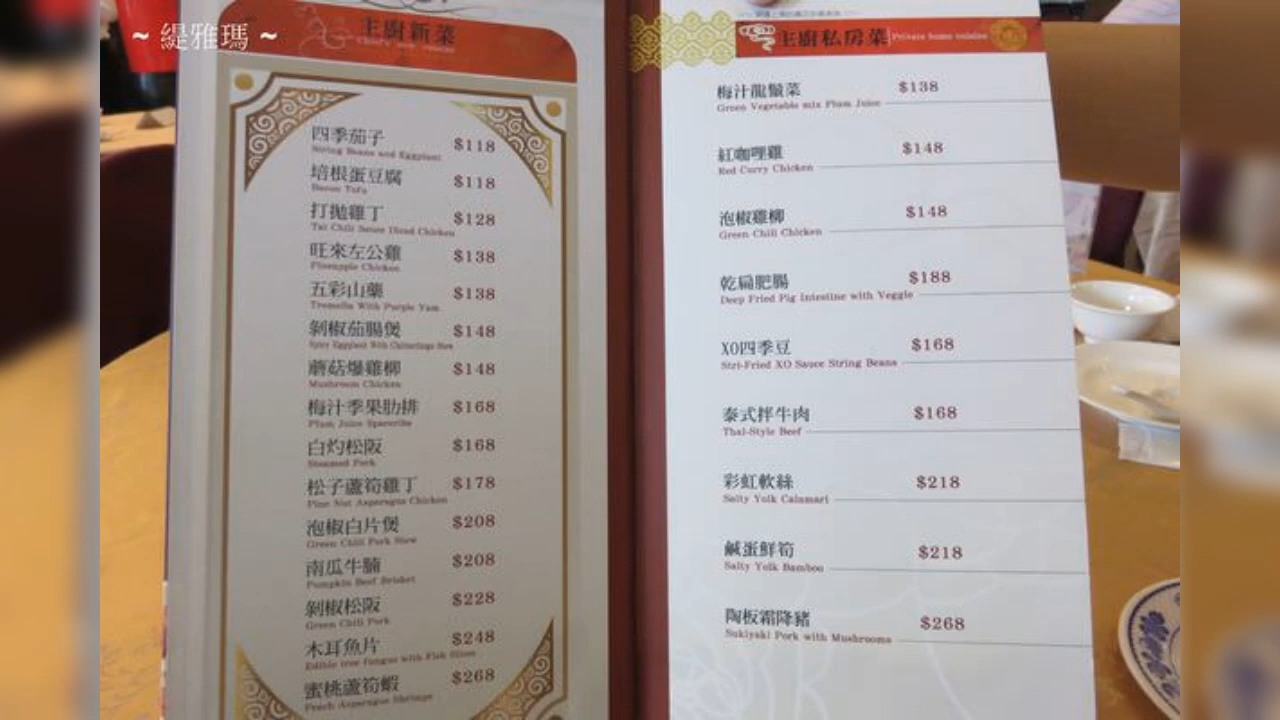 ~ 緹雅瑪 ~
主廚新菜
四季茄子 $118
String Beans and Eggplant
培根蛋豆腐 $118
Bacon Tofu
打拋雞丁 $128
Tai Chili Sauce Diced Chicken
旺來左公雞 $138
Pineapple Chicken
五彩山藥 $138
Tremella With Purple Yam
剝椒茄腸煲 $148
Spicy Eggplant With Chitterlings Stew
蘑菇爆雞柳 $148
Mushroom Chicken
梅汁季果肋排 $168
Plum Juice Spareribs
白灼松阪 $168
Steamed Pork
松子蘆筍雞丁 $178
Pine Nut Asparagus Chicken
泡椒白片煲 $208
Green Chili Pork Stew
南瓜牛腩 $208
Pumpkin Beef Brisket
剝椒松阪 $228
Green Chili Pork
木耳魚片 $248
Edible tree fungus with Fish Slices
蜜桃蘆筍蝦 $268
Peach Asparagus Shrimps
主廚私房菜 Private home cuisine
梅汁龍鬚菜 $138
Green Vegetable mix Plum Juice
紅咖哩雞 $148
Red Curry Chicken
泡椒雞柳 $148
Green Chili Chicken
乾扁肥腸 $188
Deep Fried Pig Intestine with Veggie
XO四季豆 $168
Stri-Fried XO Sauce String Beans
泰式拌牛肉 $168
Thai-Style Beef
彩虹軟絲 $218
Salty Yolk Calamari
鹹蛋鮮筍 $218
Salty Yolk Bamboo
陶板霜降豬 $268
Sukiyaki Pork with Mushrooms